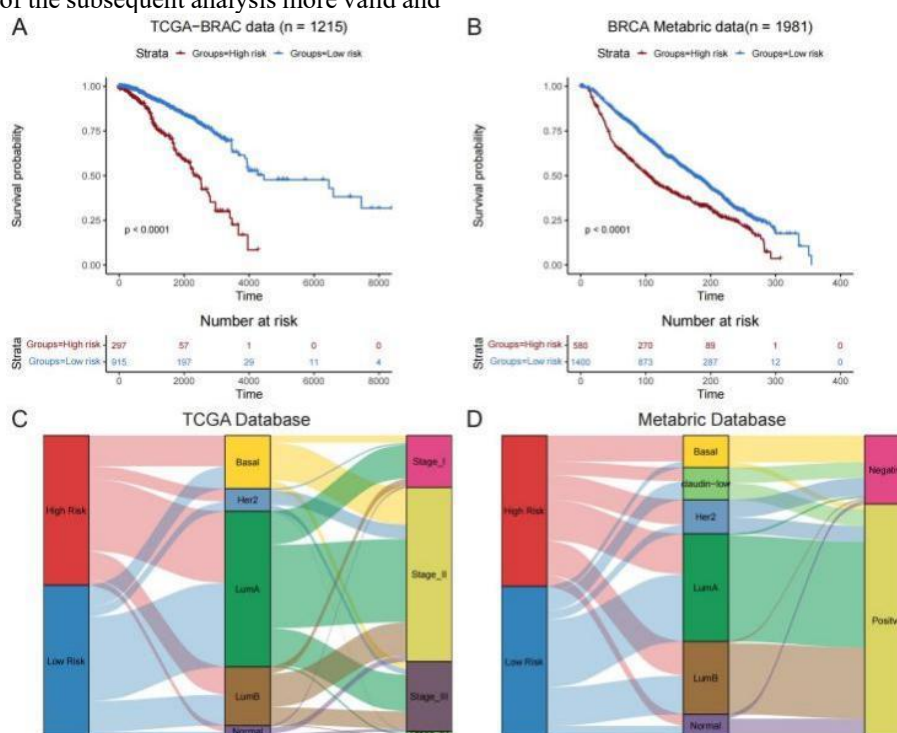 of the subsequent analysis more valid and
A
TCGA-BRAC data (n = 1215)
Strata Groups=High risk Groups=Low risk
Survival probability
1.00
0.75
0.50
0.25
0.00
p < 0.0001
0 2000 4000 6000 8000
Time
Number at risk
Strata
Groups=High risk 297 57 1 0 0
Groups=Low risk 915 197 29 11 4
0 2000 4000 6000 8000
Time
B
BRCA Metabric data(n = 1981)
Strata Groups=High risk Groups=Low risk
Survival probability
1.00
0.75
0.50
0.25
0.00
p < 0.0001
0 100 200 300 400
Time
Number at risk
Strata
Groups=High risk 580 270 89 1 0
Groups=Low risk 1400 873 287 12 0
0 100 200 300 400
Time
C
TCGA Database
High Risk
Low Risk
Basal
Her2
LumA
LumB
Normal
Stage_I
Stage_II
Stage_III
D
Metabric Database
High Risk
Low Risk
Basal
claudin-low
Her2
LumA
LumB
Normal
Negativ
Positv